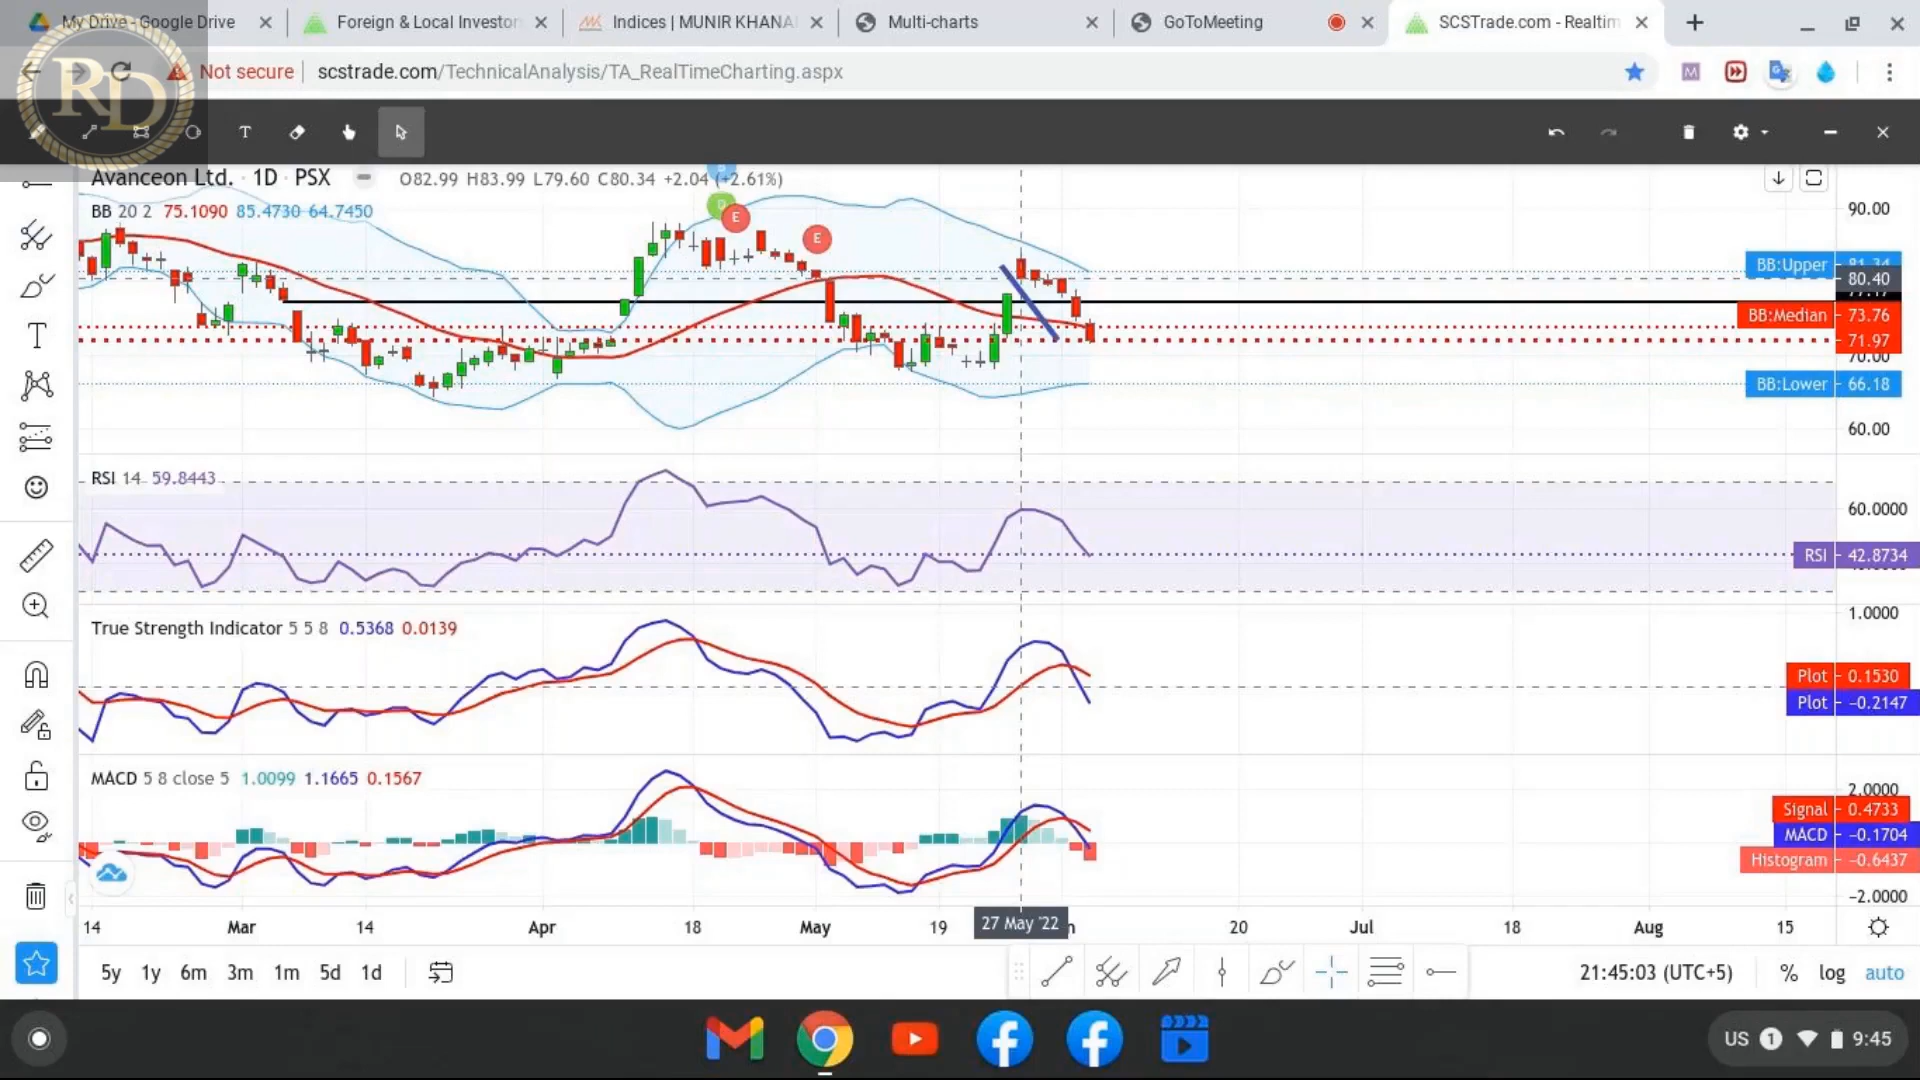 My Drive - Google Drive
Foreign & Local Investor
Indices | MUNIR KHANA
Multi-charts
GoToMeeting
SCSTrade.com - Realtim
Not secure
scstrade.com/TechnicalAnalysis/TA_RealTimeCharting.aspx
RD
T
Avanceon Ltd. · 1D · PSX
O82.99 H83.99 L79.60 C80.34 +2.04 (+2.61%)
BB 20 2 75.1090 85.4730 64.7450
D
E
E
90.00
BB:Upper 81.34
80.40
77.17
BB:Median 73.76
71.97
70.00
BB:Lower 66.18
60.00
T
RSI 14 59.8443
60.0000
RSI 42.8734
True Strength Indicator 5 5 8 0.5368 0.0139
1.0000
Plot 0.1530
Plot −0.2147
MACD 5 8 close 5 1.0099 1.1665 0.1567
2.0000
Signal 0.4733
MACD −0.1704
Histogram −0.6437
−2.0000
14 Mar 14 Apr 18 May 19 27 May '22 n 20 Jul 18 Aug 15
5y 1y 6m 3m 1m 5d 1d
21:45:03 (UTC+5) % log auto
US 1 9:45